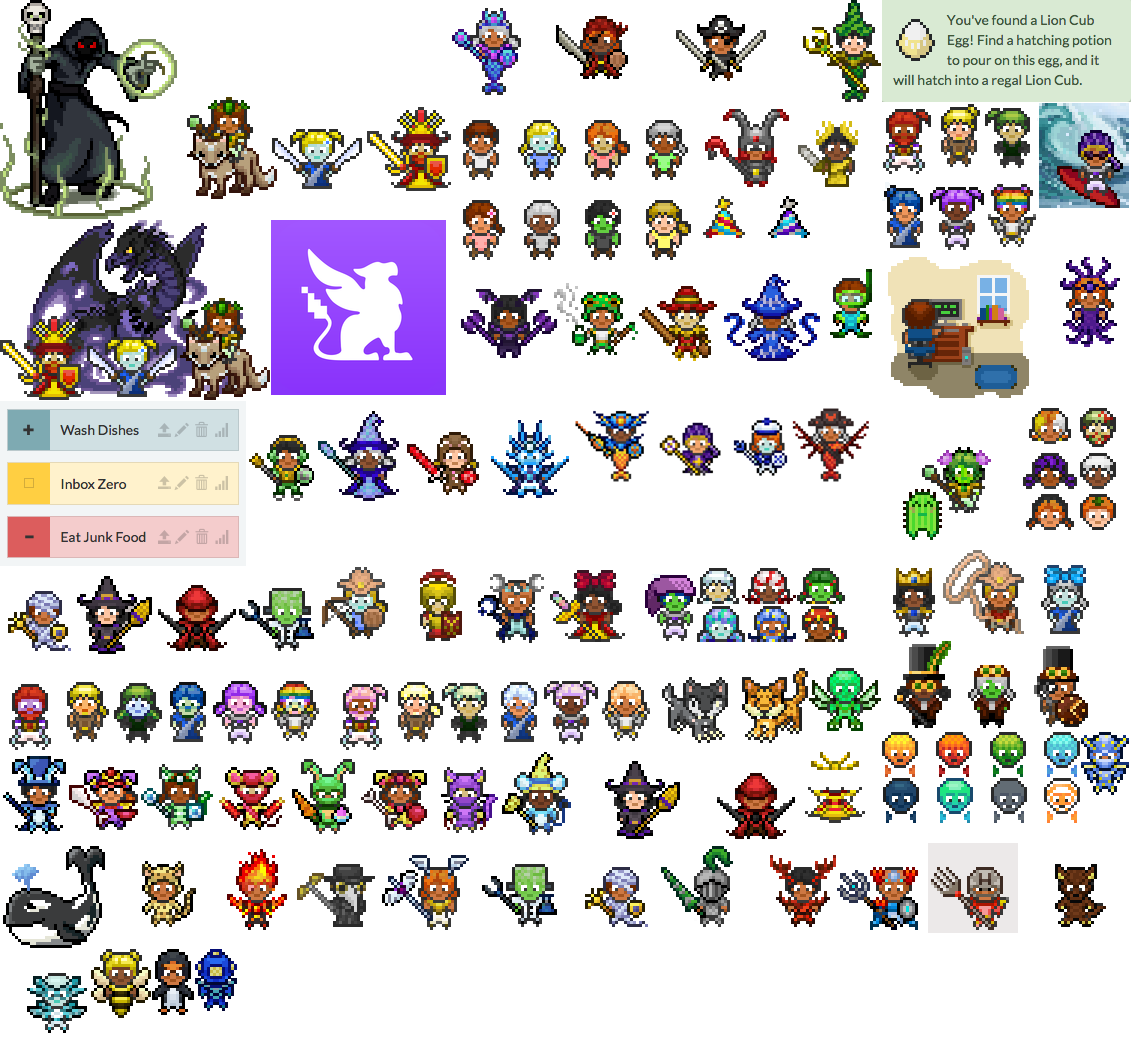 You've found a Lion Cub
Egg! Find a hatching potion
to pour on this egg, and it
will hatch into a regal Lion Cub.
Wash Dishes
Inbox Zero
Eat Junk Food